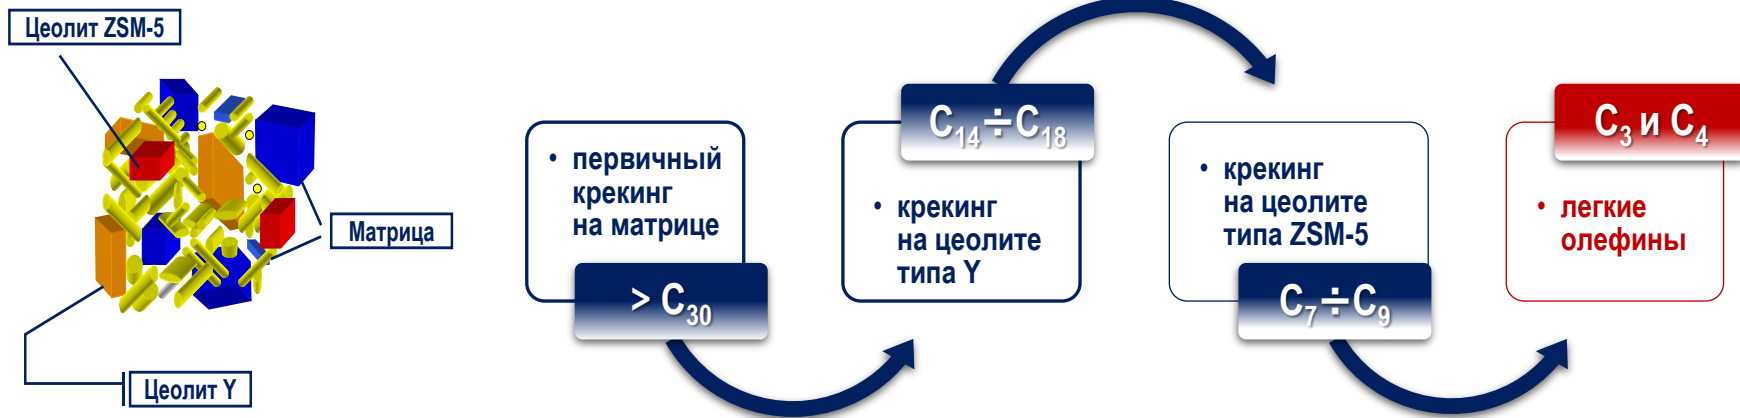 Цеолит ZSM-5
Матрица
Цеолит Y
• первичный
крекинг
на матрице
> C₃₀
C₁₄ ÷ C₁₈
• крекинг
на цеолите
типа Y
• крекинг
на цеолите
типа ZSM-5
C₇ ÷ C₉
C₃ и C₄
• легкие
олефины